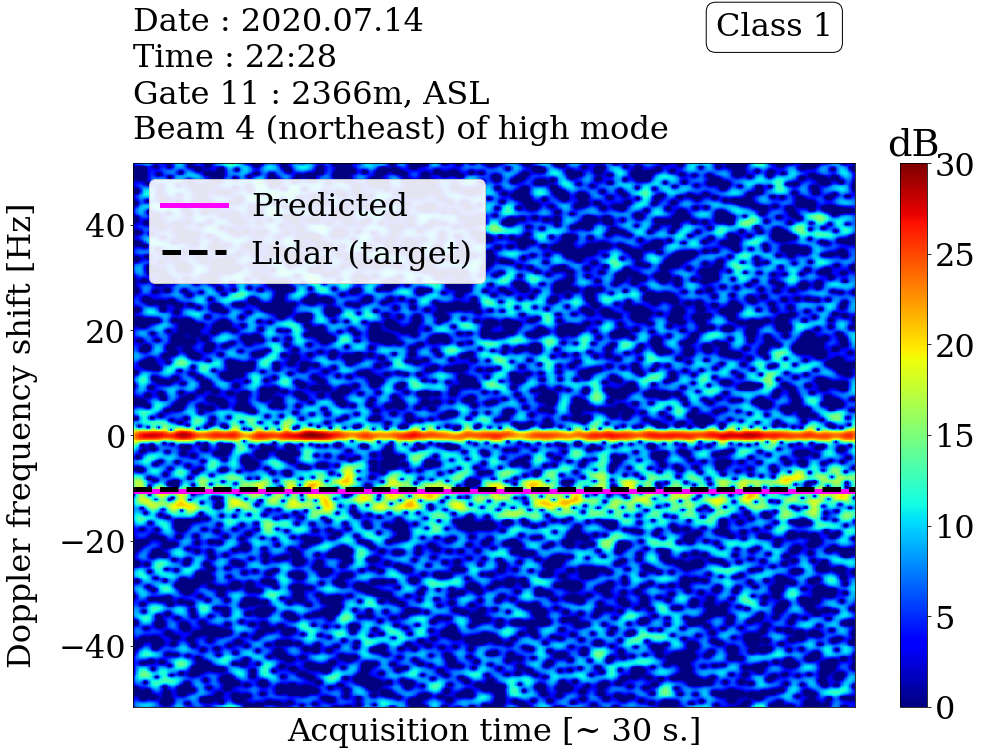 Date : 2020.07.14
Class 1
Time : 22:28
Gate 11 : 2366m, ASL
Beam 4 (northeast) of high mode
dB
Predicted
Lidar (target)
Doppler frequency shift [Hz]
40
20
0
−20
−40
30
25
20
15
10
5
0
Acquisition time [~ 30 s.]